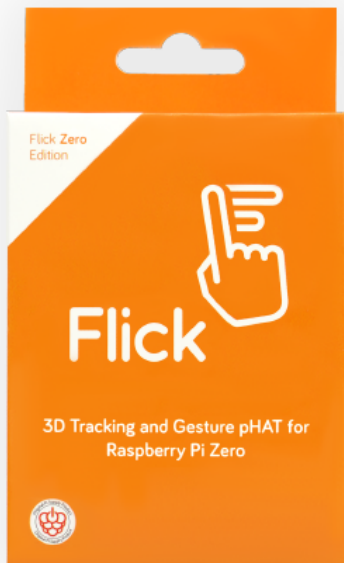 Flick Zero
Edition
Flick
3D Tracking and Gesture pHAT for
Raspberry Pi Zero